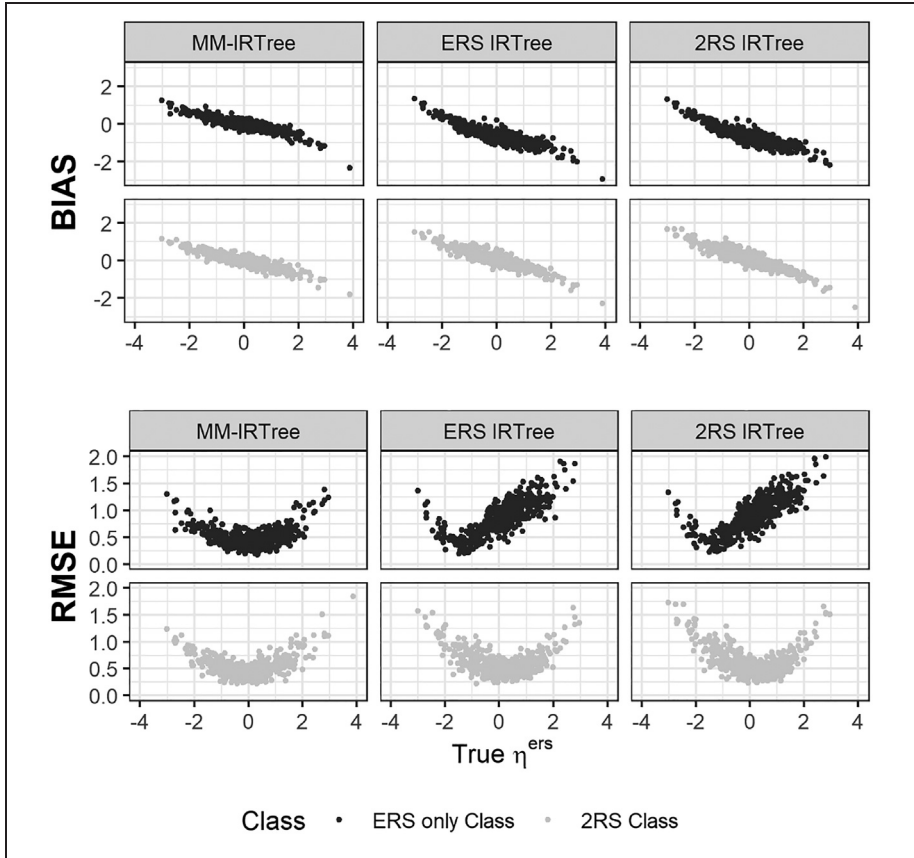 MM-IRTree ERS IRTree 2RS IRTree
BIAS
2
0
-2
2
0
-2
-4 -2 0 2 4 -4 -2 0 2 4 -4 -2 0 2 4
MM-IRTree ERS IRTree 2RS IRTree
RMSE
2.0
1.5
1.0
0.5
0.0
2.0
1.5
1.0
0.5
0.0
-4 -2 0 2 4 -4 -2 0 2 4 -4 -2 0 2 4
True η^ers
Class ERS only Class 2RS Class